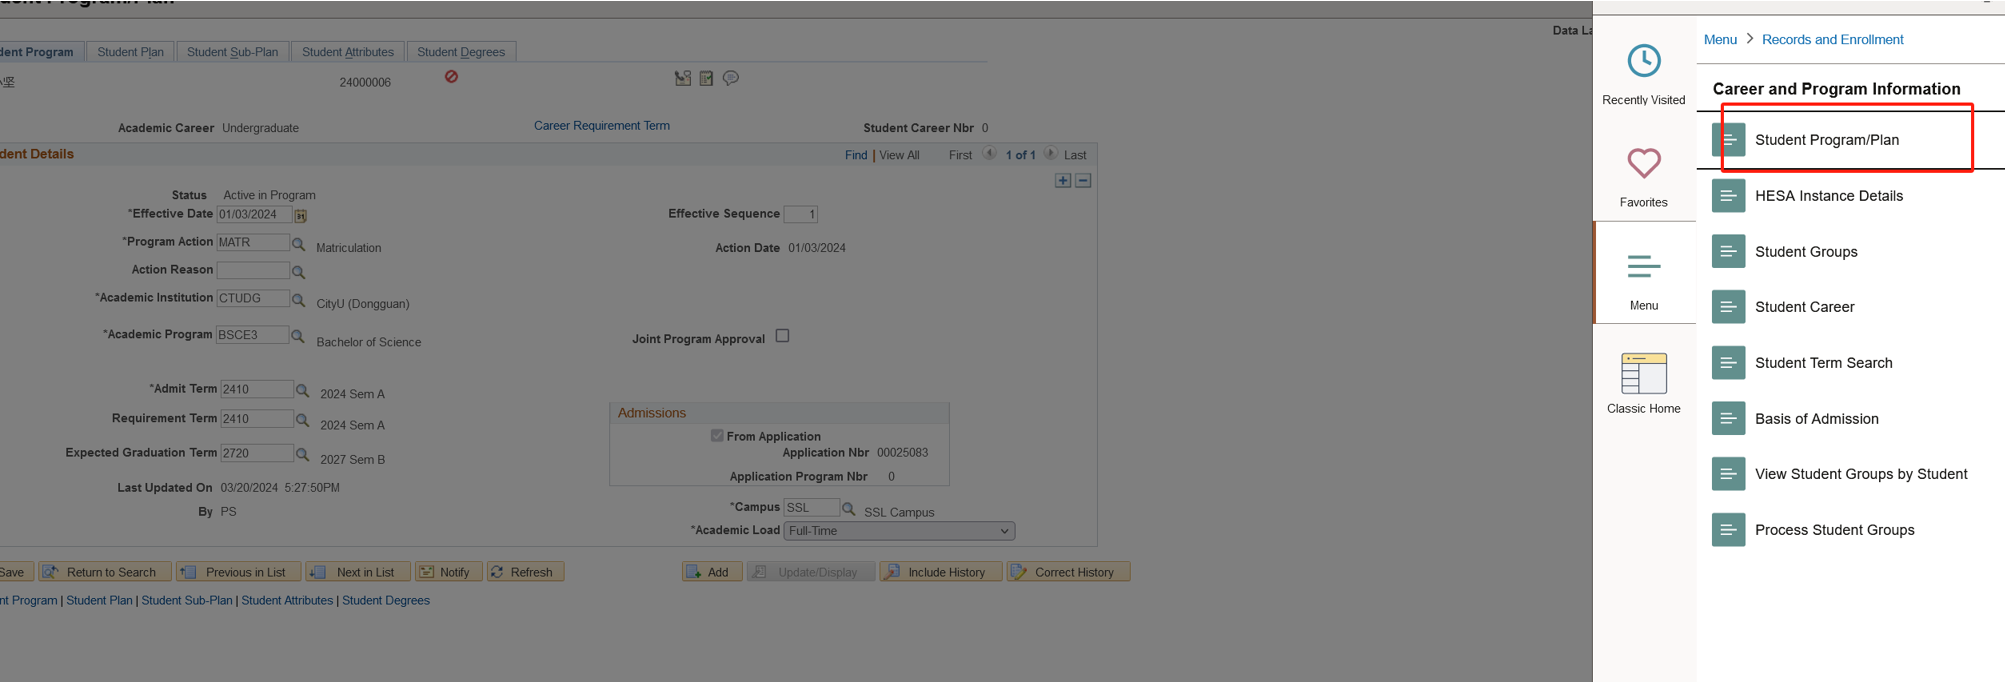 Data La
Student Plan
Student Sub-Plan
Student Attributes
Student Degrees
24000006
Academic Career Undergraduate
Career Requirement Term
Student Career Nbr 0
Find | View All First 1 of 1 Last
Status Active in Program
*Effective Date 01/03/2024
Effective Sequence 1
*Program Action MATR Matriculation
Action Date 01/03/2024
Action Reason
*Academic Institution CTUDG CityU (Dongguan)
*Academic Program BSCE3 Bachelor of Science
Joint Program Approval
*Admit Term 2410 2024 Sem A
Requirement Term 2410 2024 Sem A
Expected Graduation Term 2720 2027 Sem B
Last Updated On 03/20/2024 5:27:50PM
By PS
Admissions
From Application
Application Nbr 00025083
Application Program Nbr 0
*Campus SSL SSL Campus
*Academic Load Full-Time
Save
Return to Search
Previous in List
Next in List
Notify
Refresh
Add
Update/Display
Include History
Correct History
nt Program | Student Plan | Student Sub-Plan | Student Attributes | Student Degrees
Recently Visited
Favorites
Menu
Classic Home
Menu > Records and Enrollment
Career and Program Information
Student Program/Plan
HESA Instance Details
Student Groups
Student Career
Student Term Search
Basis of Admission
View Student Groups by Student
Process Student Groups